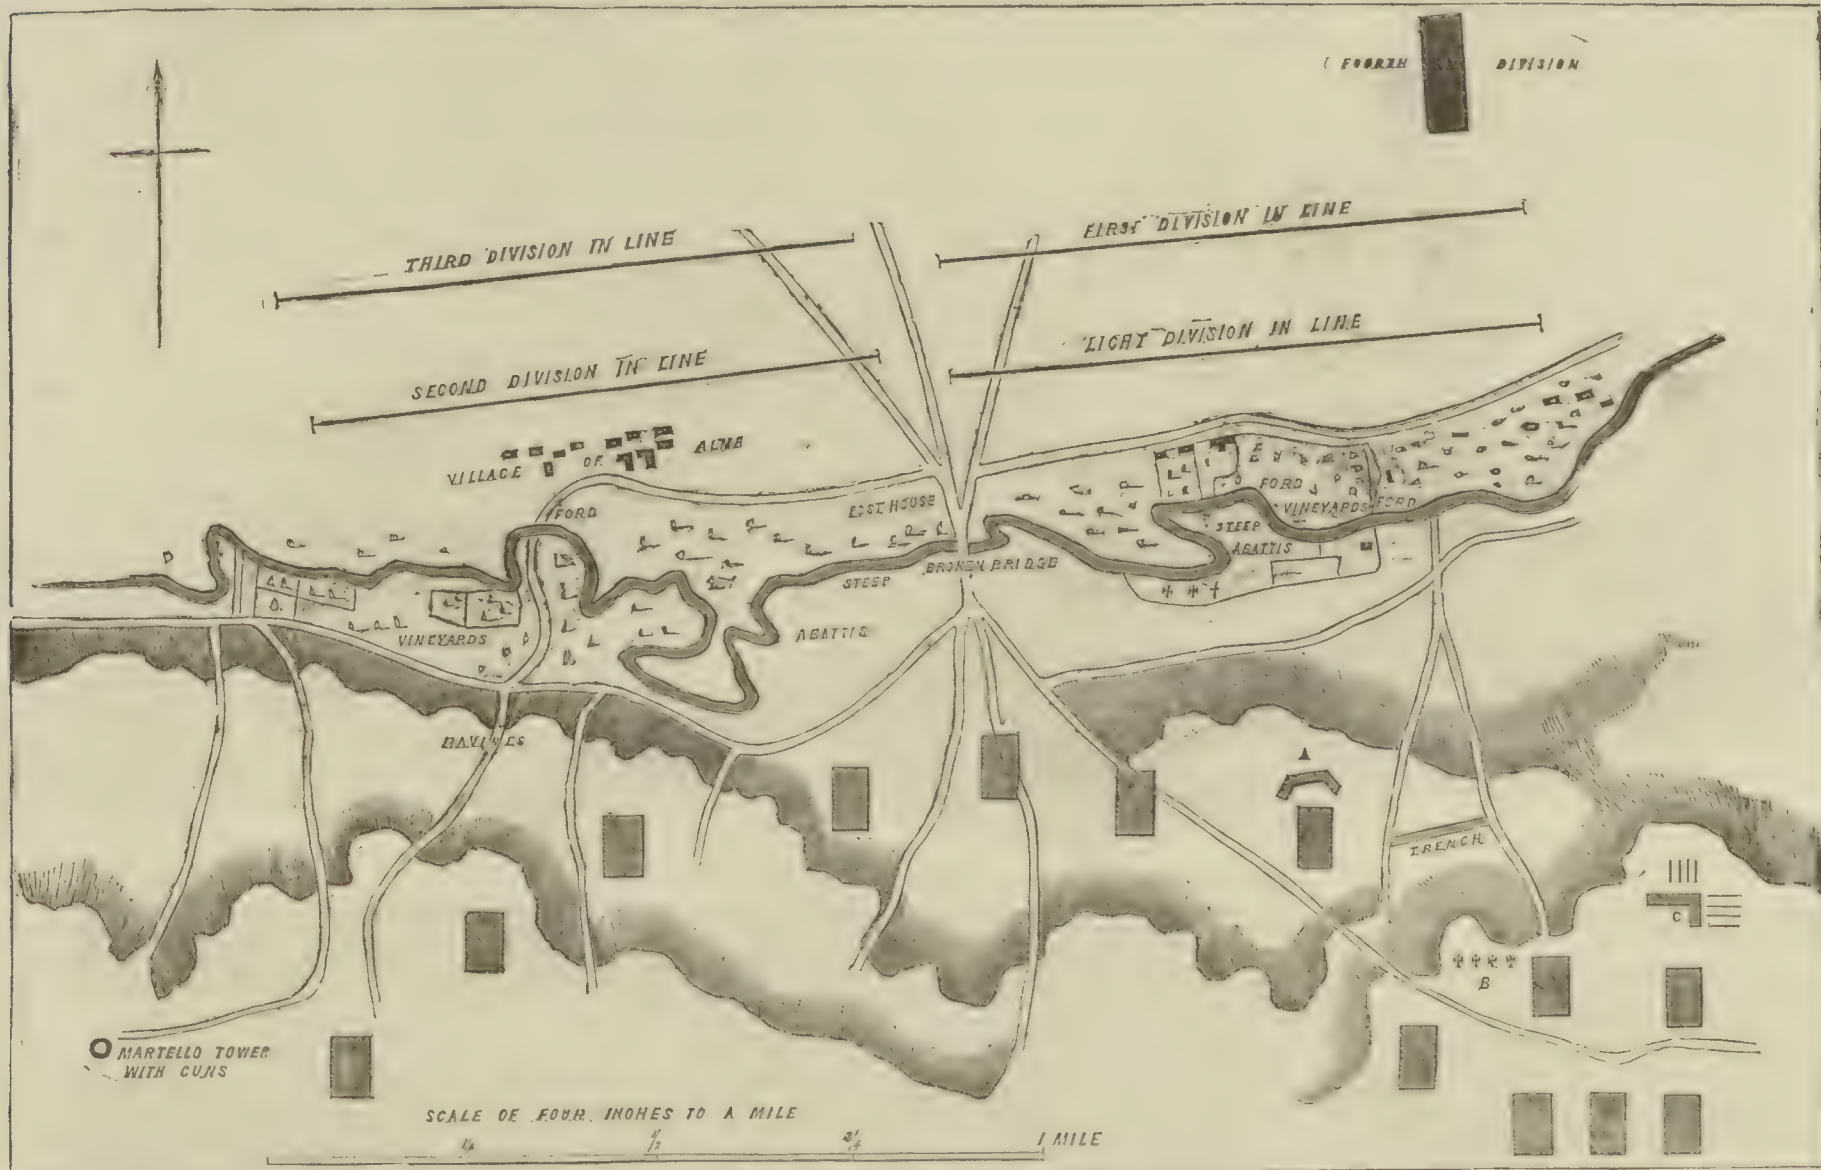 FOURTH DIVISION
FIRST DIVISION IN LINE
THIRD DIVISION IN LINE
LIGHT DIVISION IN LINE
SECOND DIVISION IN LINE
VILLAGE OF ALMA
FORD
POST HOUSE
FORD
VINEYARDS
FORD
STEEP
ABATTIS
BROKEN BRIDGE
STEEP
ABATTIS
VINEYARDS
RAVINES
A
TRENCH
C
B
MARTELLO TOWER
WITH GUNS
SCALE OF FOUR INCHES TO A MILE
1/4
1/2
3/4
1 MILE